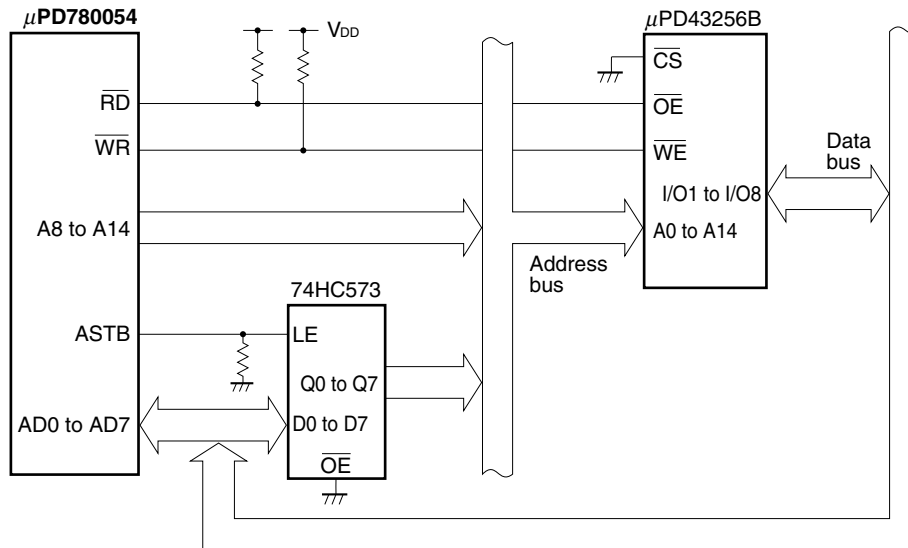 μPD780054
VDD
μPD43256B
CS
RD
OE
WR
WE
Data
bus
I/O1 to I/O8
A8 to A14
A0 to A14
Address
bus
74HC573
ASTB
LE
Q0 to Q7
AD0 to AD7
D0 to D7
OE